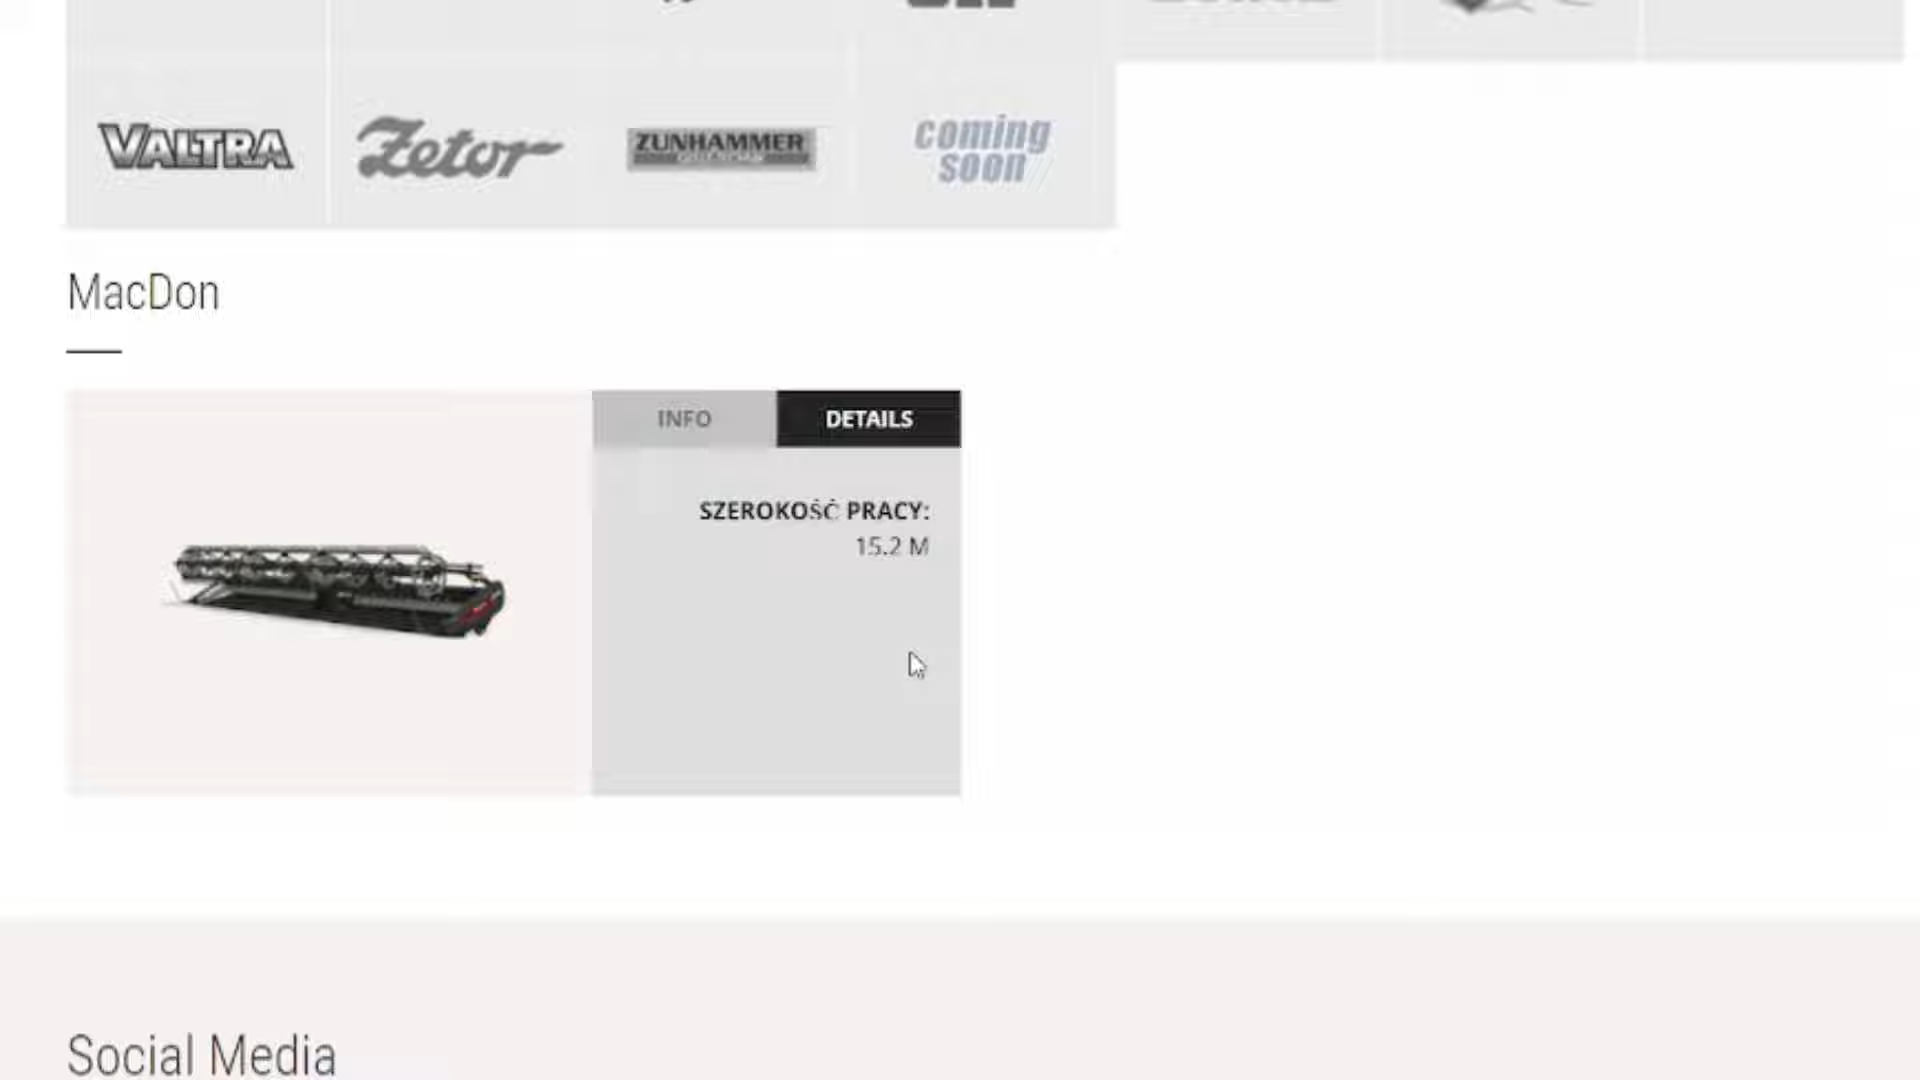 VALTRA
Zetor
ZUNHAMMER
coming
soon
MacDon
INFO
DETAILS
SZEROKOŚĆ PRACY:
15.2 M
Social Media